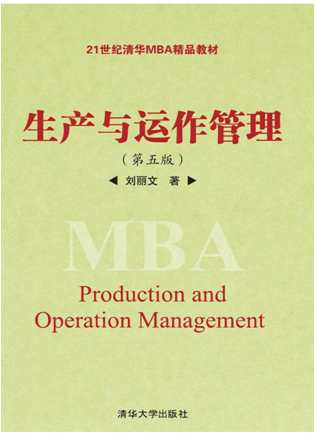 21世纪清华MBA精品教材
生产与运作管理
（第五版）
◀ 刘丽文 著 ▶
MBA
Production and
Operation Management
清华大学出版社